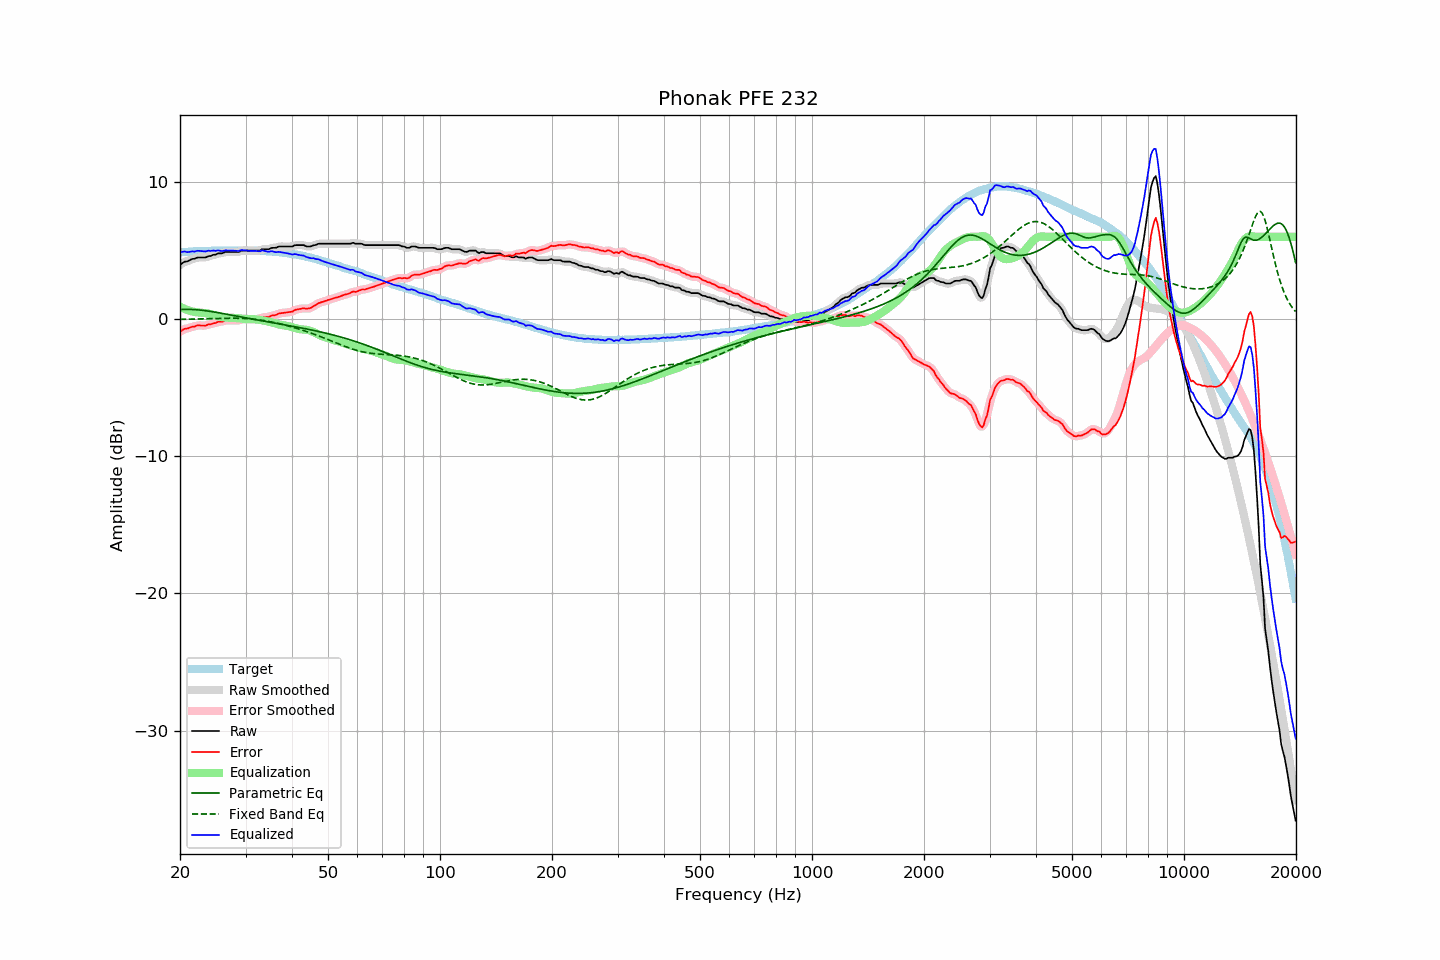 Phonak PFE 232
Amplitude (dBr)
10
0
−10
−20
−30
Target
Raw Smoothed
Error Smoothed
Raw
Error
Equalization
Parametric Eq
Fixed Band Eq
Equalized
20 50 100 200 500 1000 2000 5000 10000 20000
Frequency (Hz)